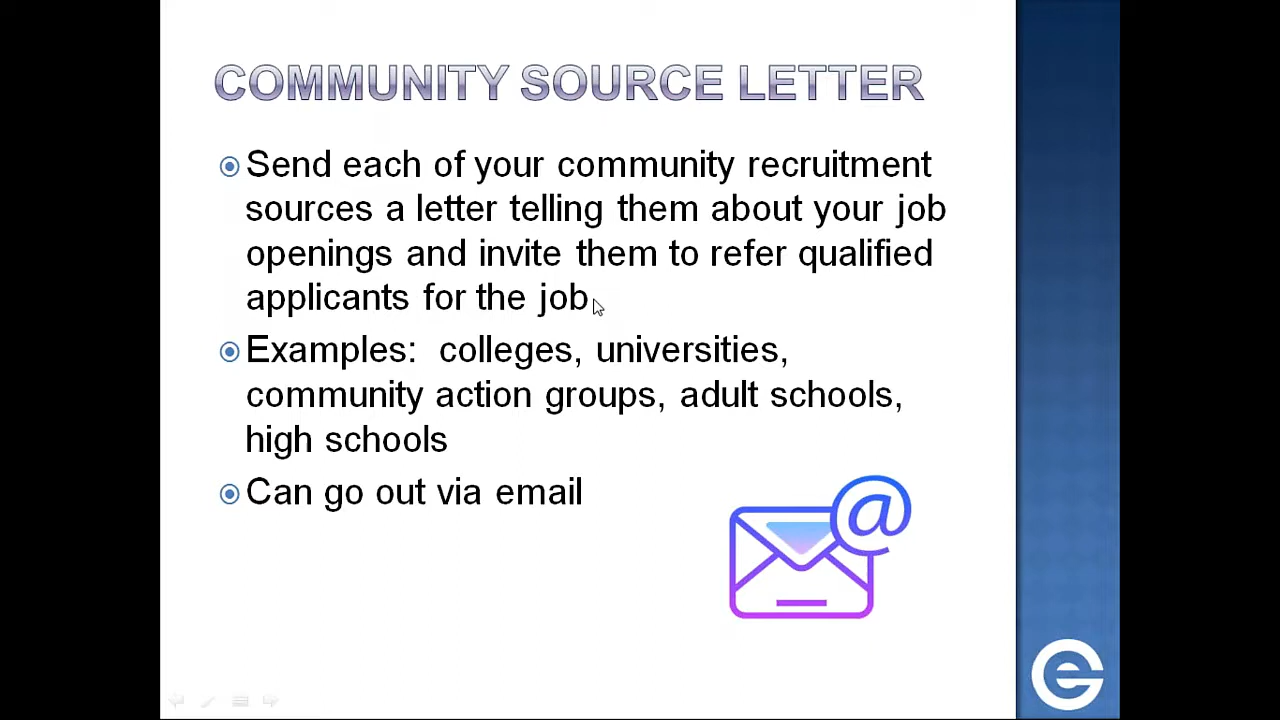 COMMUNITY SOURCE LETTER
Send each of your community recruitment
sources a letter telling them about your job
openings and invite them to refer qualified
applicants for the job
Examples:  colleges, universities,
community action groups, adult schools,
high schools
Can go out via email
@